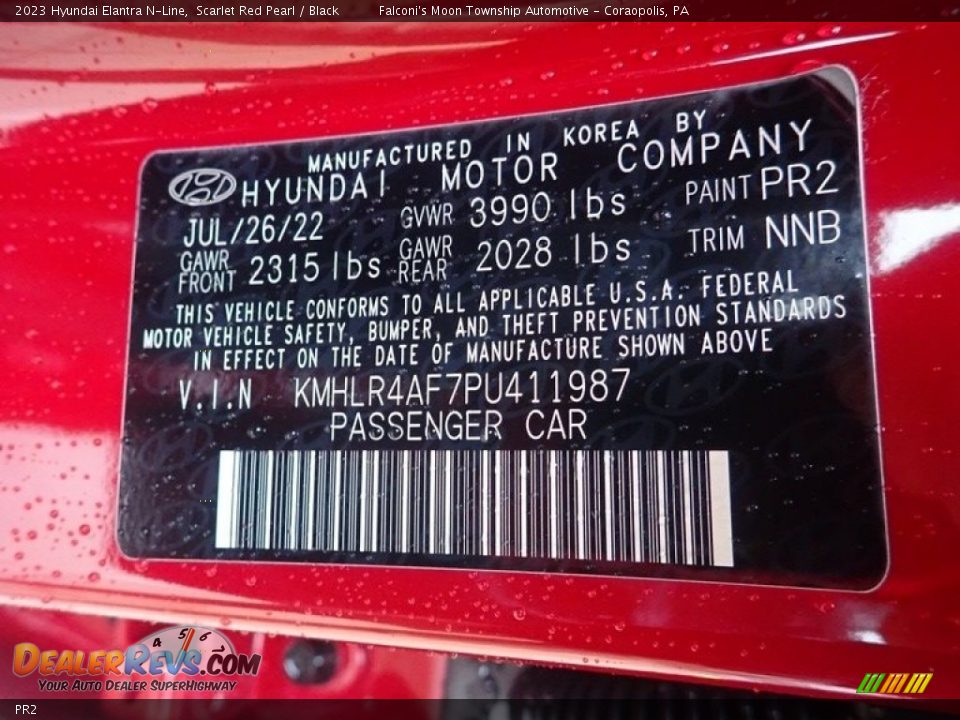 2023 Hyundai Elantra N-Line, Scarlet Red Pearl / Black Falconi's Moon Township Automotive - Coraopolis, PA
MANUFACTURED IN KOREA BY
HYUNDAI MOTOR COMPANY
JUL/26/22 GVWR 3990 lbs PAINT PR2
GAWR FRONT 2315 lbs GAWR REAR 2028 lbs TRIM NNB
THIS VEHICLE CONFORMS TO ALL APPLICABLE U.S.A. FEDERAL
MOTOR VEHICLE SAFETY, BUMPER, AND THEFT PREVENTION STANDARDS
IN EFFECT ON THE DATE OF MANUFACTURE SHOWN ABOVE
V.I.N KMHLR4AF7PU411987
PASSENGER CAR
4 5 6
DEALERREVS.COM
YOUR AUTO DEALER SUPERHIGHWAY
PR2